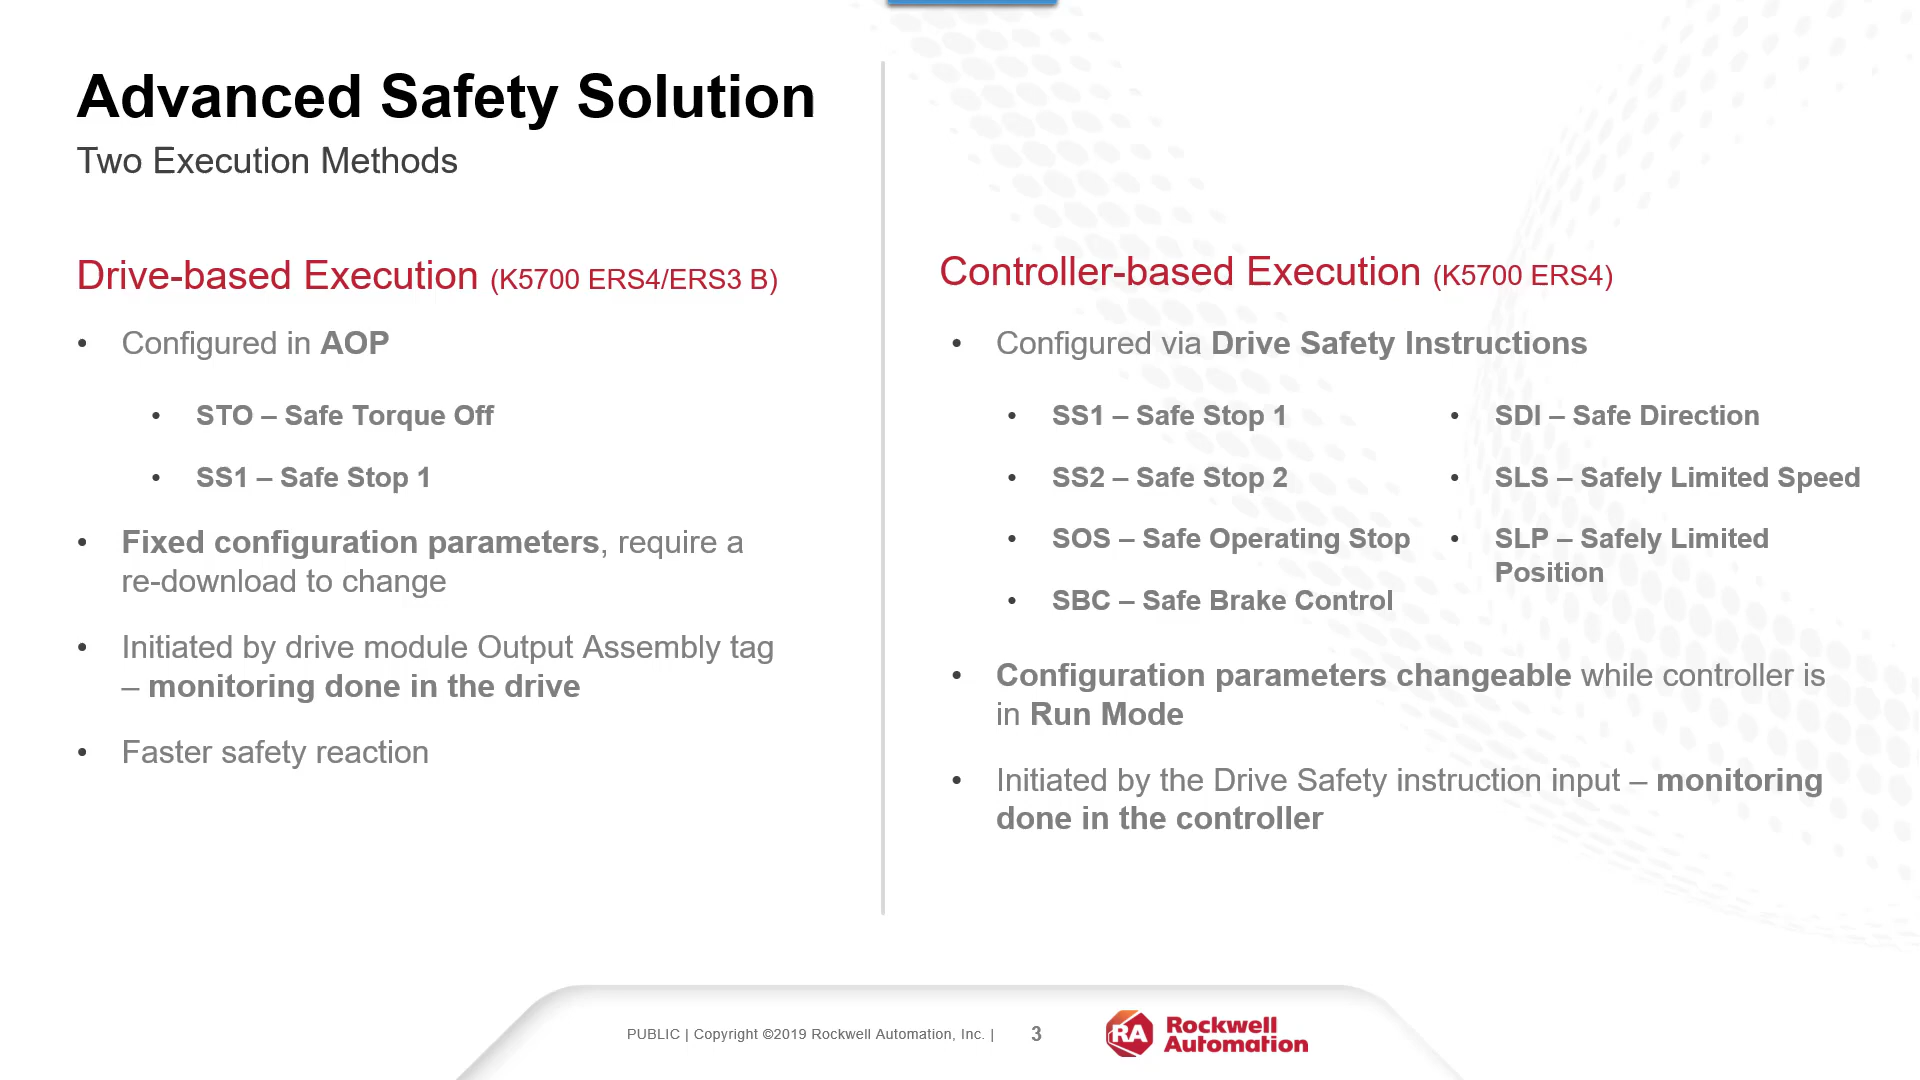 Advanced Safety Solution
Two Execution Methods
Drive-based Execution (K5700 ERS4/ERS3 B)
• Configured in AOP
• STO – Safe Torque Off
• SS1 – Safe Stop 1
• Fixed configuration parameters, require a
re-download to change
• Initiated by drive module Output Assembly tag
– monitoring done in the drive
• Faster safety reaction
Controller-based Execution (K5700 ERS4)
• Configured via Drive Safety Instructions
• SS1 – Safe Stop 1
• SS2 – Safe Stop 2
• SOS – Safe Operating Stop
• SBC – Safe Brake Control
• SDI – Safe Direction
• SLS – Safely Limited Speed
• SLP – Safely Limited
Position
• Configuration parameters changeable while controller is
in Run Mode
• Initiated by the Drive Safety instruction input – monitoring
done in the controller
PUBLIC | Copyright ©2019 Rockwell Automation, Inc. | 3
RA Rockwell
Automation